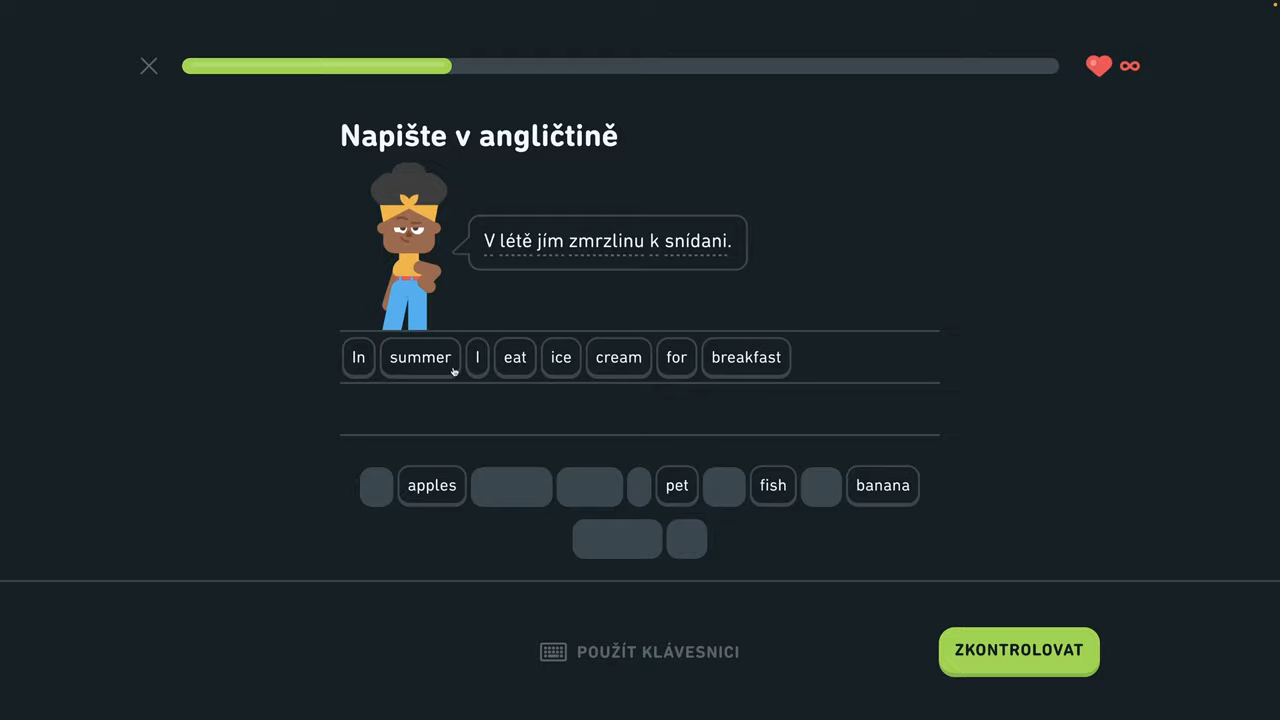 Napište v angličtině
V létě jím zmrzlinu k snídani.
In summer I eat ice cream for breakfast
apples pet fish banana
POUŽÍT KLÁVESNICI
ZKONTROLOVAT